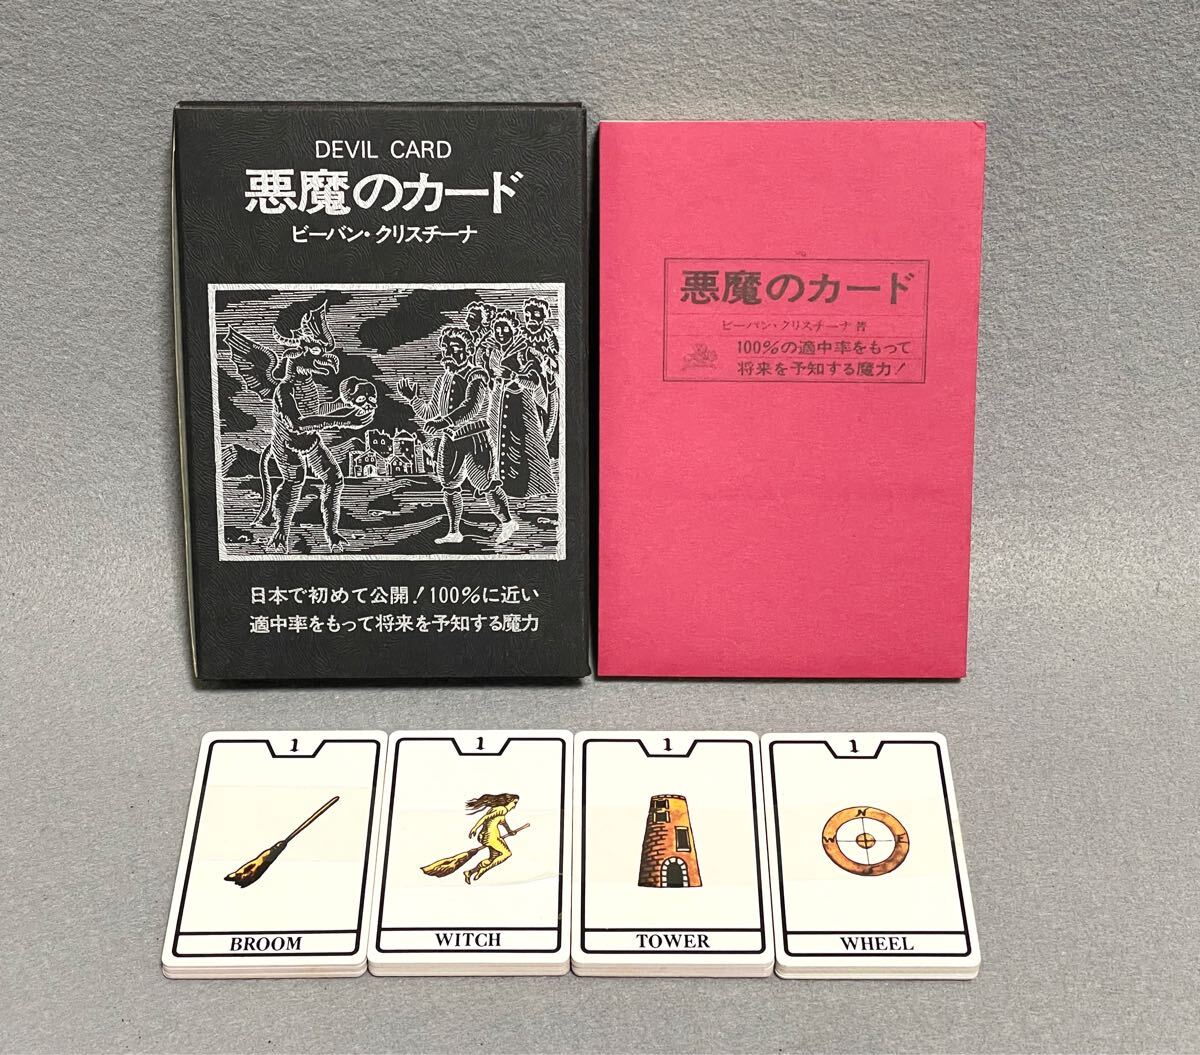 DEVIL CARD
悪魔のカード
ビーバン・クリスチーナ
日本で初めて公開！100％に近い
適中率をもって将来を予知する魔力
悪魔のカード
ビーバン・クリスチーナ 著
100％の適中率をもって
将来を予知する魔力！
1
BROOM
1
WITCH
1
TOWER
1
N
W E
WHEEL